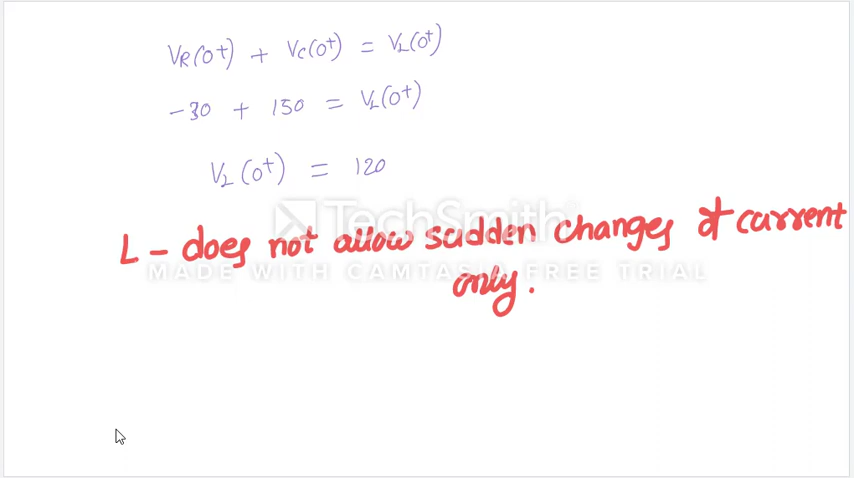 VR(0+) + VC(0+) = VL(0+)
-30 + 150 = VL(0+)
VL(0+) = 120
TechSmith
L - does not allow sudden changes of current
MADE WITH CAMTASIA FREE TRIAL
only.